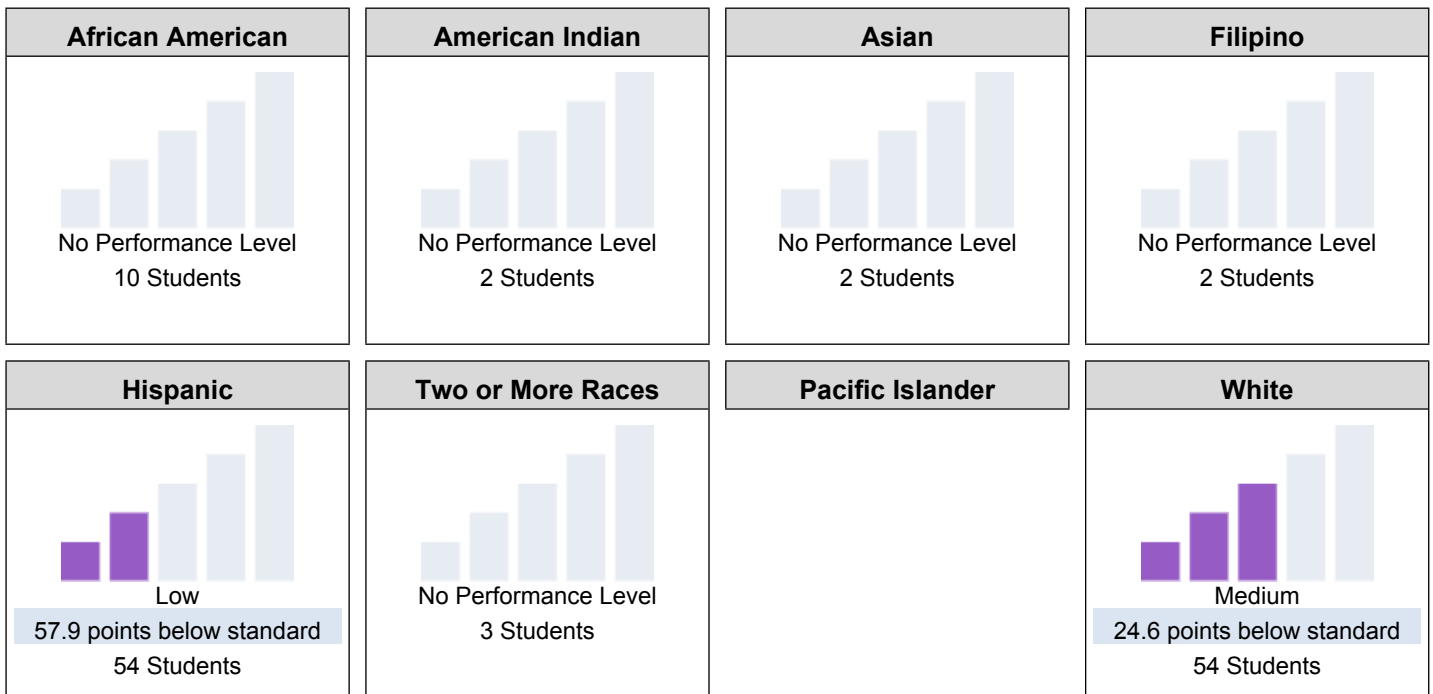 African American
No Performance Level
10 Students
American Indian
No Performance Level
2 Students
Asian
No Performance Level
2 Students
Filipino
No Performance Level
2 Students
Hispanic
Low
57.9 points below standard
54 Students
Two or More Races
No Performance Level
3 Students
Pacific Islander
White
Medium
24.6 points below standard
54 Students